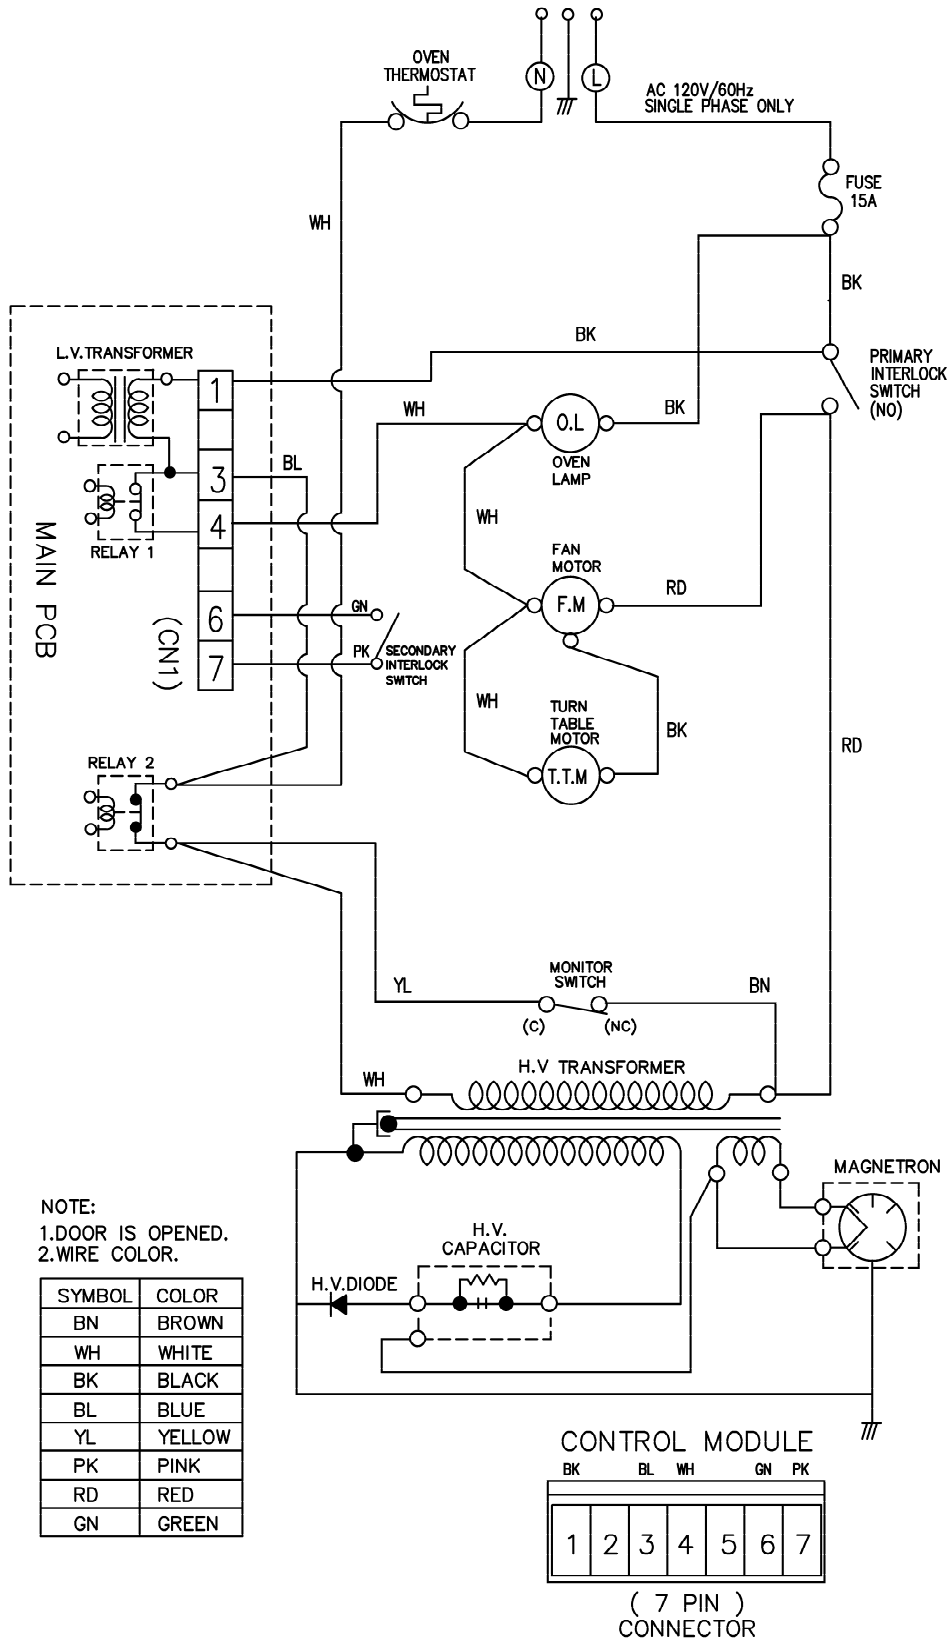 OVEN
THERMOSTAT
N
L
AC 120V/60Hz
SINGLE PHASE ONLY
FUSE
15A
WH
BK
BK
L.V.TRANSFORMER
PRIMARY
INTERLOCK
SWITCH
(NO)
1
WH
O.L
BK
OVEN
LAMP
BL
3
4
RELAY 1
WH
MAIN PCB
FAN
MOTOR
F.M
RD
GN
6
(CN1)
PK
7
SECONDARY
INTERLOCK
SWITCH
WH
TURN
TABLE
MOTOR
BK
RD
T.T.M
RELAY 2
MONITOR
SWITCH
YL
BN
(C)
(NC)
H.V TRANSFORMER
WH
MAGNETRON
NOTE:
1.DOOR IS OPENED.
2.WIRE COLOR.
H.V.
CAPACITOR
H.V.DIODE
SYMBOL COLOR
BN BROWN
WH WHITE
BK BLACK
BL BLUE
YL YELLOW
PK PINK
RD RED
GN GREEN
CONTROL MODULE
BK BL WH GN PK
1 2 3 4 5 6 7
( 7 PIN )
CONNECTOR